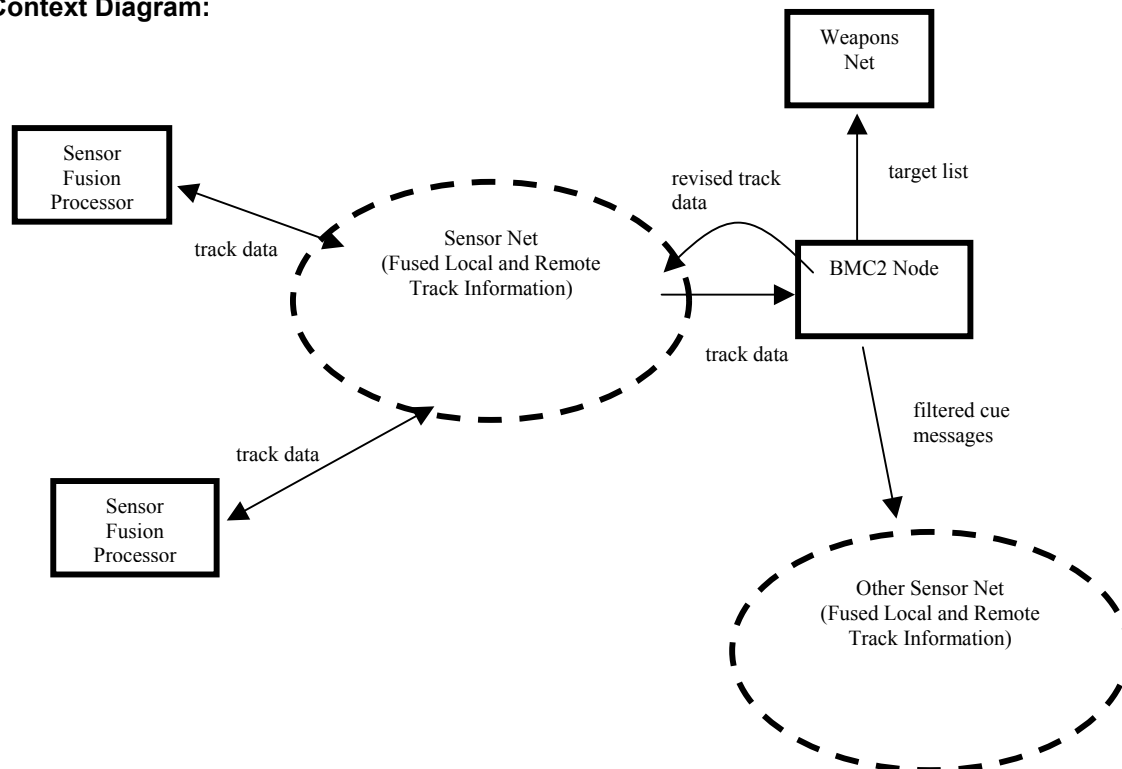 Context Diagram:
Weapons
Net
Sensor
Fusion
Processor
target list
revised track
data
track data
Sensor Net
(Fused Local and Remote
Track Information)
BMC2 Node
track data
filtered cue
messages
track data
Sensor
Fusion
Processor
Other Sensor Net
(Fused Local and Remote
Track Information)